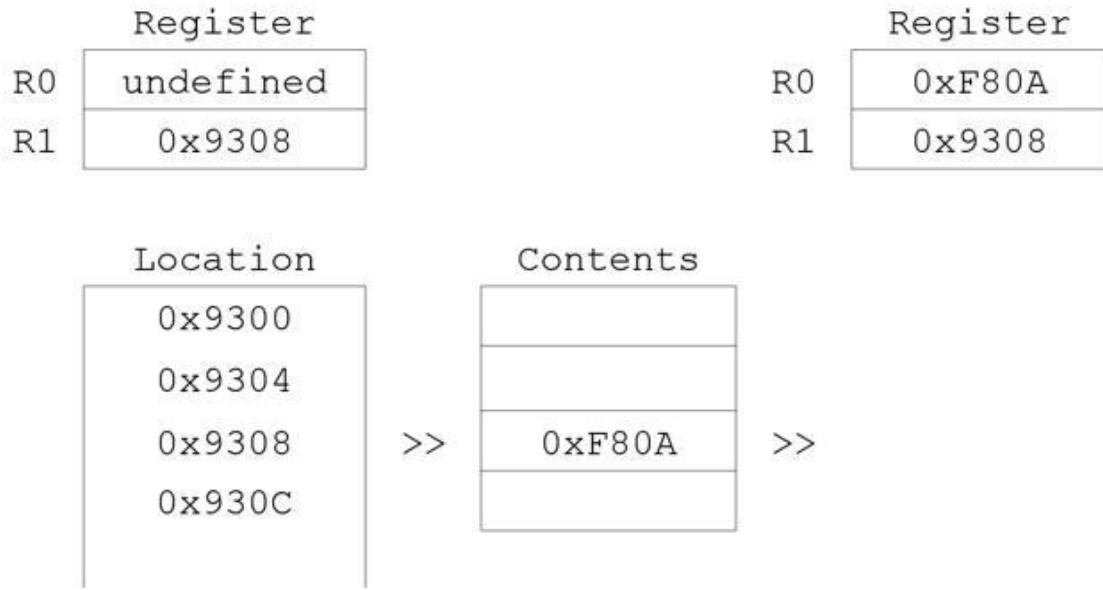 Register Register
R0 undefined R0 0xF80A
R1 0x9308 R1 0x9308
Location Contents
0x9300
0x9304
0x9308 >> 0xF80A >>
0x930C